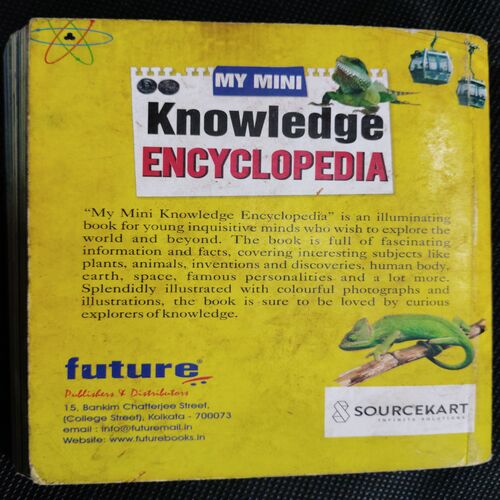 MY MINI
Knowledge
ENCYCLOPEDIA
“My Mini Knowledge Encyclopedia” is an illuminating
book for young inquisitive minds who wish to explore the
world and beyond. The book is full of fascinating
information and facts, covering interesting subjects like
plants, animals, inventions and discoveries, human body,
earth, space, famous personalities and a lot more.
Splendidly illustrated with colourful photographs and
illustrations, the book is sure to be loved by curious
explorers of knowledge.
future®
Publishers & Distributors
15, Bankim Chatterjee Street,
(College Street), Kolkata - 700073
email : info@futuremail.in
Website: www.futurebooks.in
SOURCEKART
INFINITE SOLUTIONS